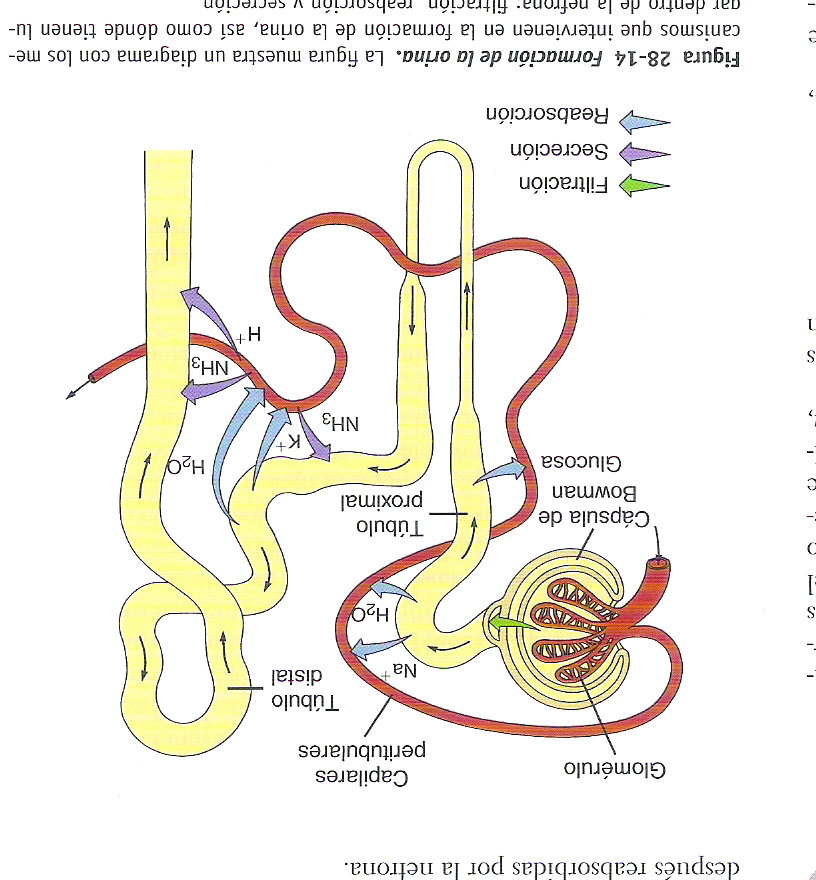 después reabsorbidas por la nefrona.
Glomérulo
Capilares
peritubulares
Túbulo
distal
Na+
H2O
Cápsula de
Bowman
Glucosa
Túbulo
proximal
H2O
K+
NH3
NH3
H+
Filtración
Secreción
Reabsorción
Figura 28-14 Formación de la orina. La figura muestra un diagrama con los me-
canismos que intervienen en la formación de la orina, así como dónde tienen lu-
gar dentro de la nefrona: filtración, reabsorción y secreción